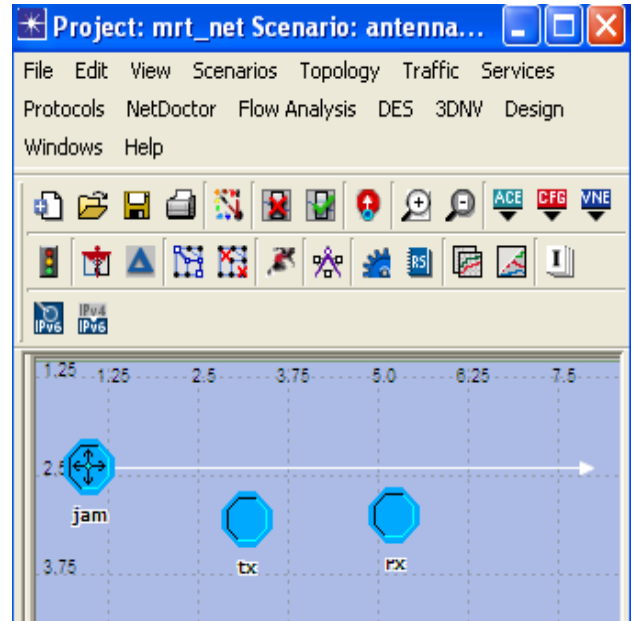 Project: mrt_net Scenario: antenna...
File Edit View Scenarios Topology Traffic Services
Protocols NetDoctor Flow Analysis DES 3DNV Design
Windows Help
ACE CFG VNE
RS I
IPv6 IPv4 IPv6
1.25 1.25 2.5 3.75 5.0 6.25 7.5
2.5
jam
tx rx
3.75